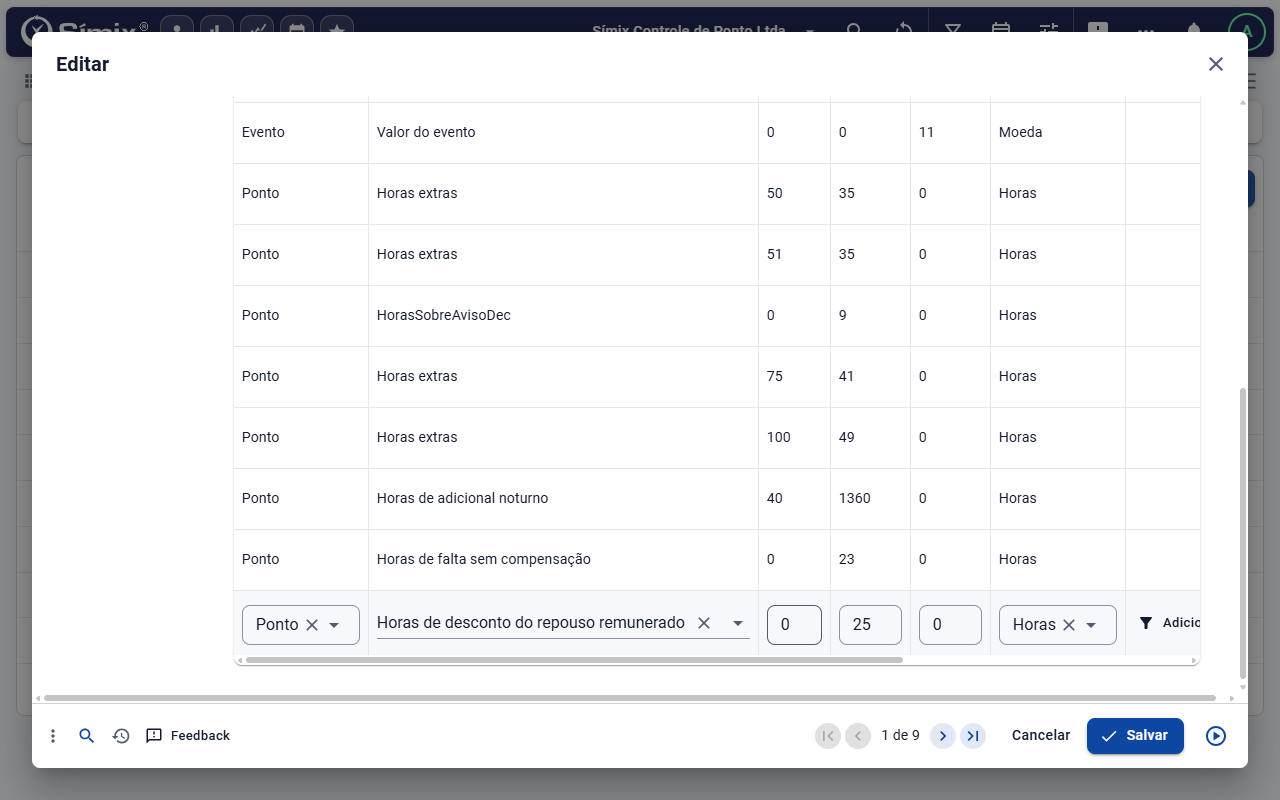 Símix®
Símix Controle de Ponto Ltda
A
Editar
Evento Valor do evento 0 0 11 Moeda
Ponto Horas extras 50 35 0 Horas
Ponto Horas extras 51 35 0 Horas
Ponto HorasSobreAvisoDec 0 9 0 Horas
Ponto Horas extras 75 41 0 Horas
Ponto Horas extras 100 49 0 Horas
Ponto Horas de adicional noturno 40 1360 0 Horas
Ponto Horas de falta sem compensação 0 23 0 Horas
Ponto Horas de desconto do repouso remunerado 0 25 0 Horas Adicio
Feedback 1 de 9 Cancelar Salvar